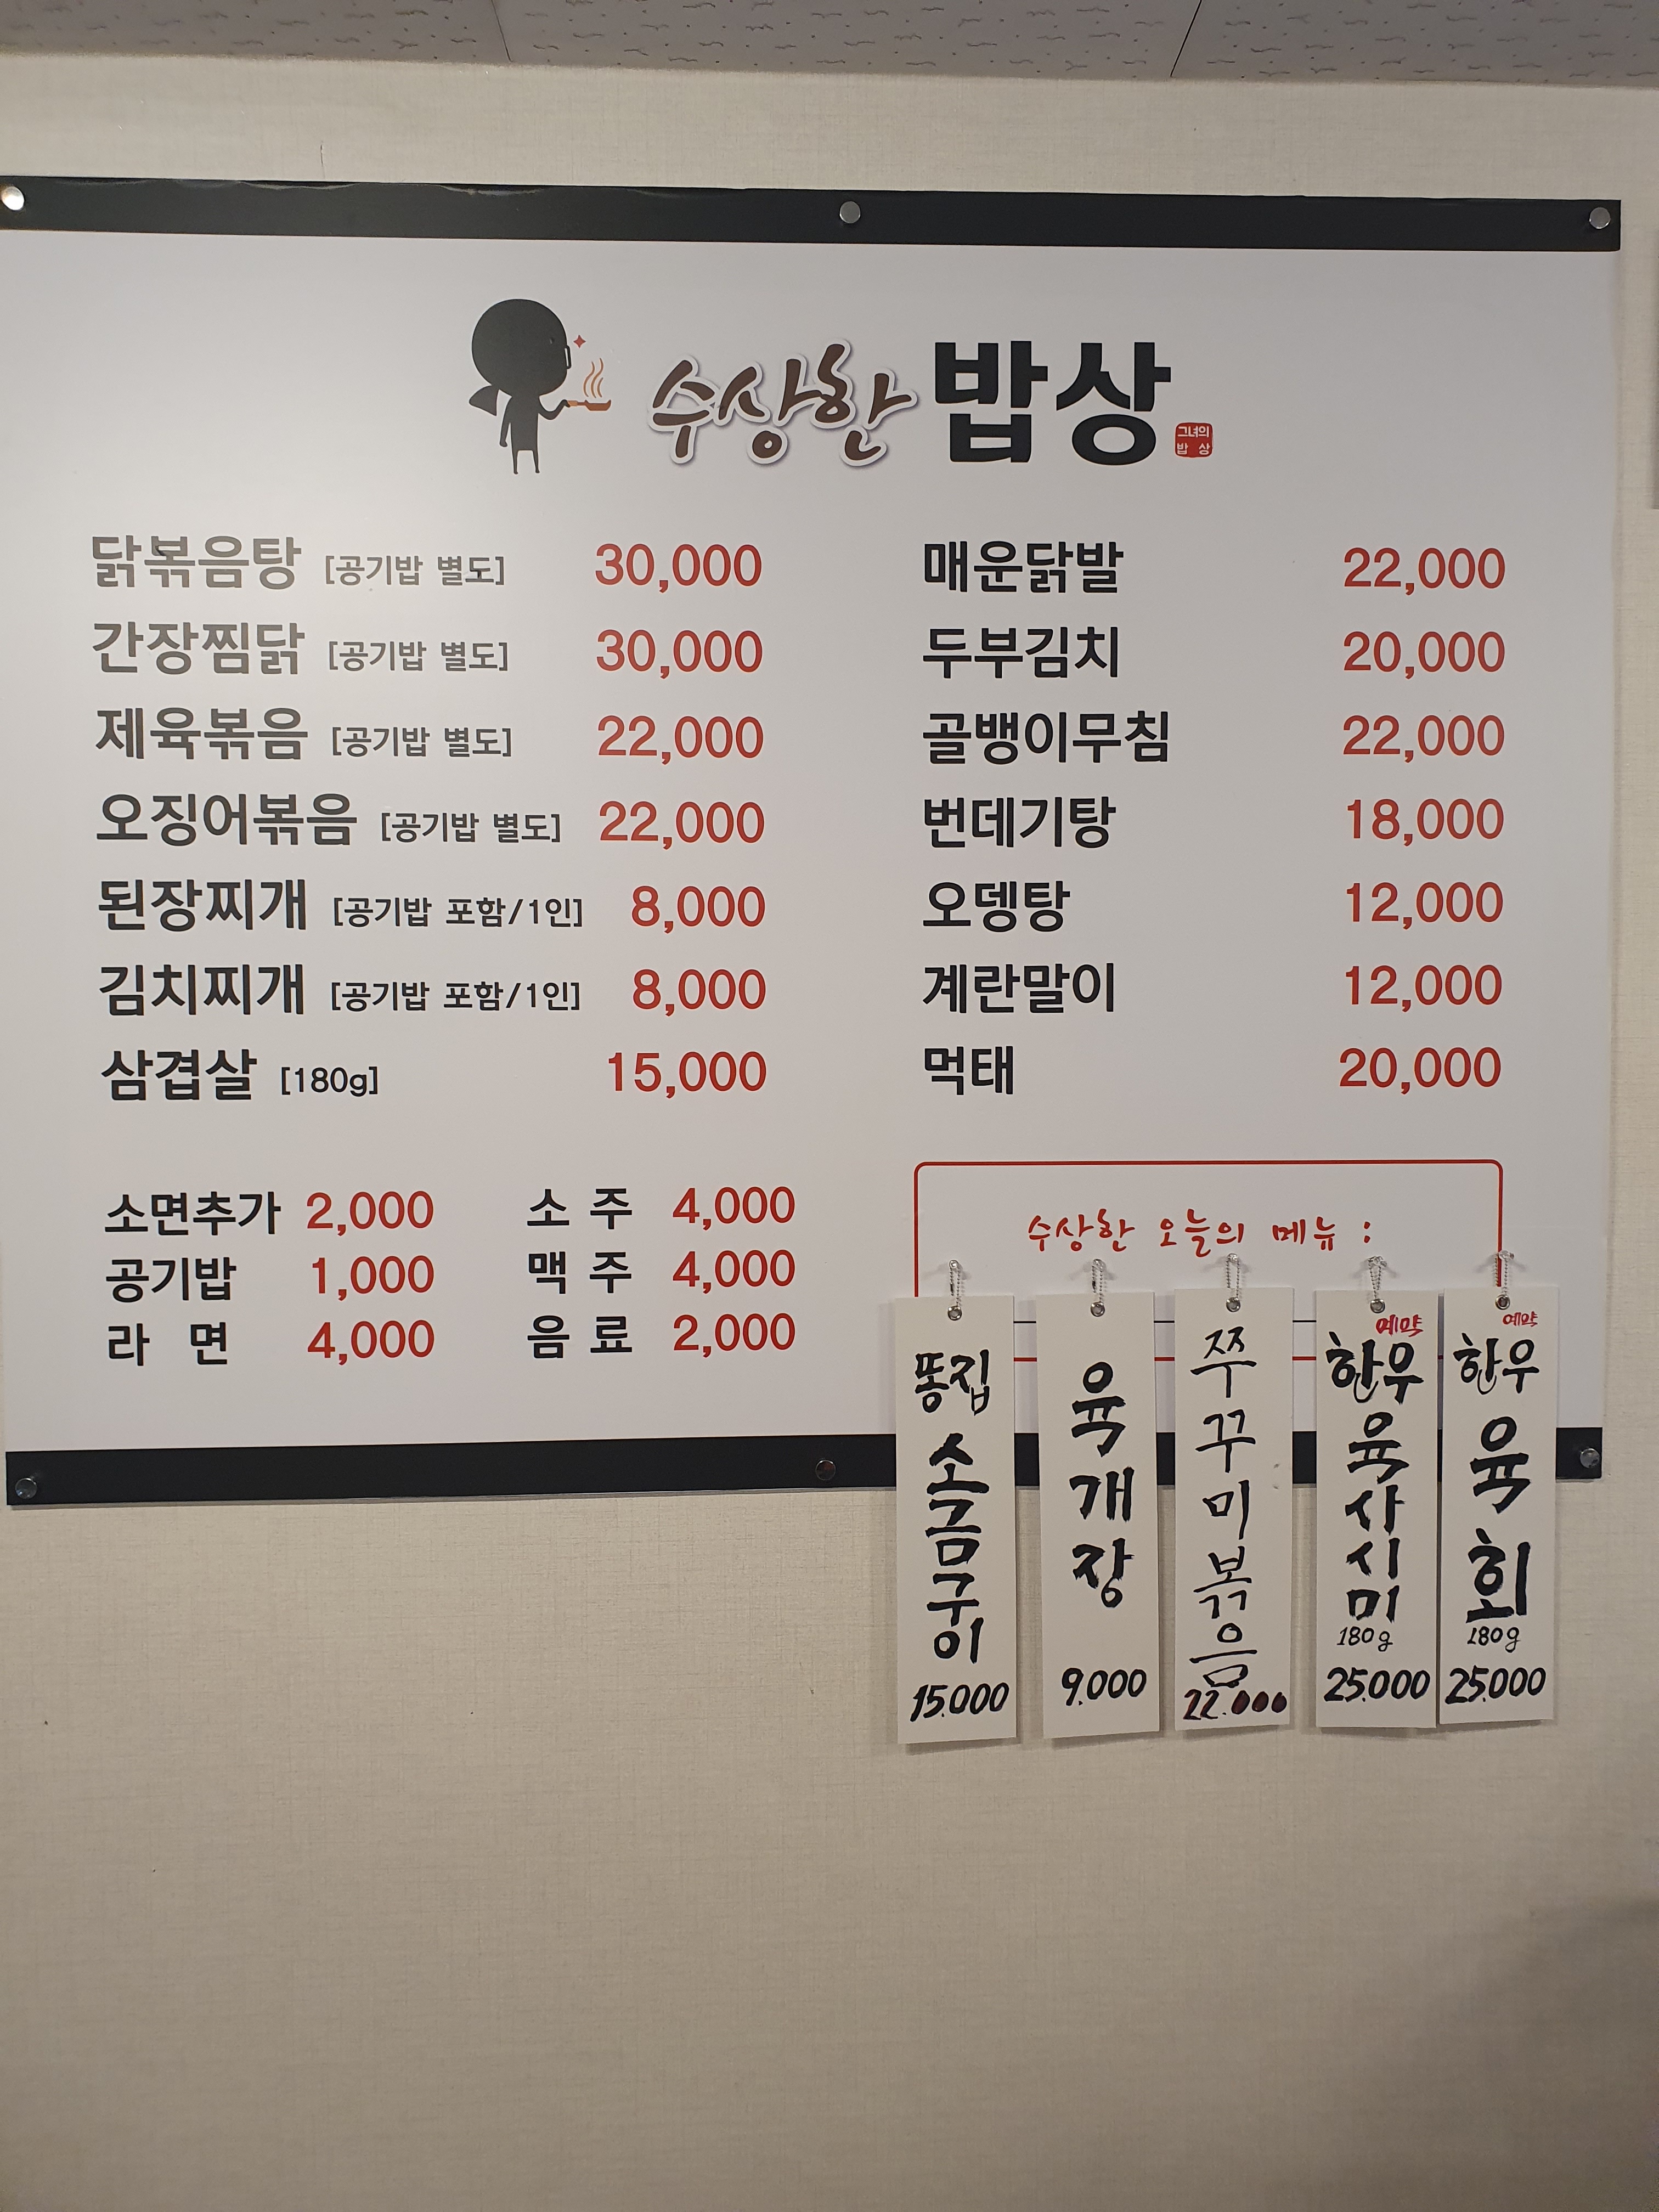 수상한 밥상
그녀의
밥상
닭볶음탕 [공기밥 별도] 30,000
간장찜닭 [공기밥 별도] 30,000
제육볶음 [공기밥 별도] 22,000
오징어볶음 [공기밥 별도] 22,000
된장찌개 [공기밥 포함/1인] 8,000
김치찌개 [공기밥 포함/1인] 8,000
삼겹살 [180g] 15,000
매운닭발 22,000
두부김치 20,000
골뱅이무침 22,000
번데기탕 18,000
오뎅탕 12,000
계란말이 12,000
먹태 20,000
소면추가 2,000
공기밥 1,000
라 면 4,000
소 주 4,000
맥 주 4,000
음 료 2,000
수상한 오늘의 메뉴 :
똥집
소금구이
15.000
육개장
9.000
쭈꾸미볶음
22.000
예약
한우
육사시미
180g
25.000
예약
한우
육회
180g
25.000